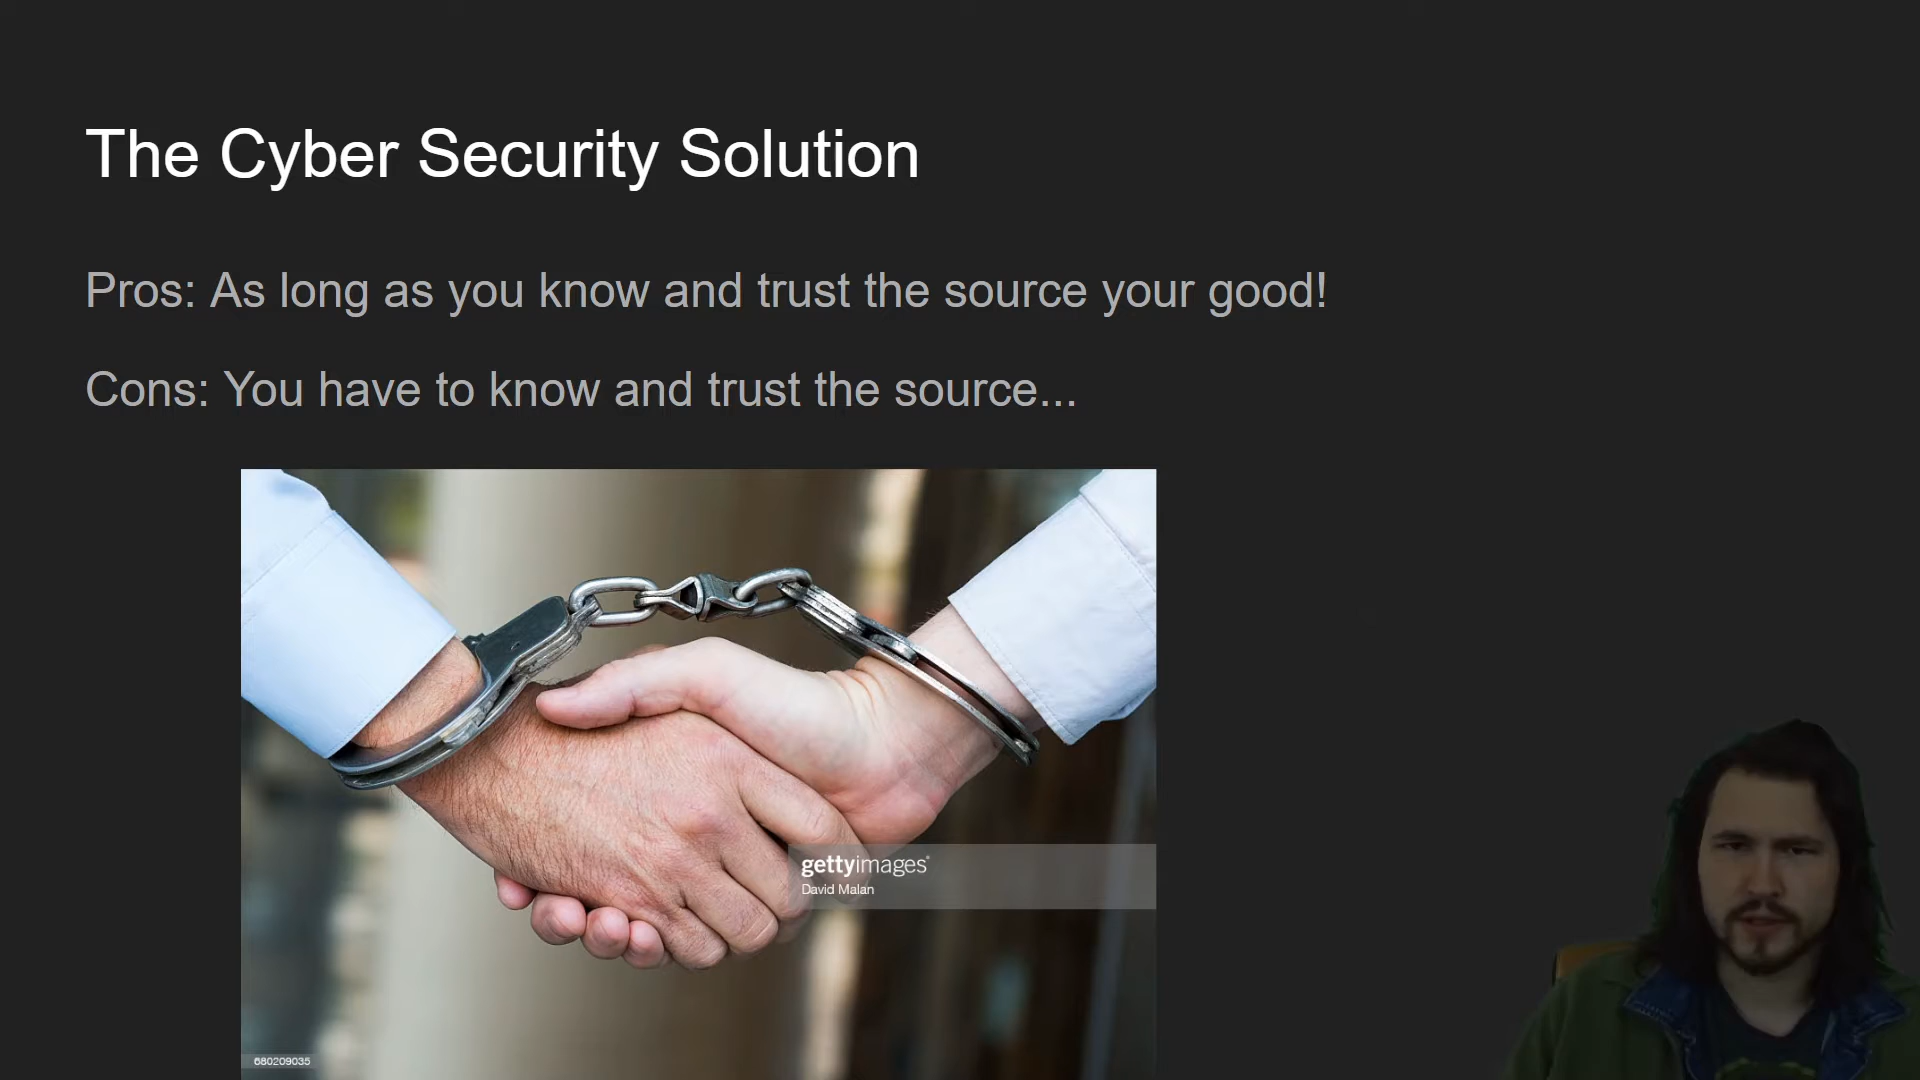 The Cyber Security Solution
Pros: As long as you know and trust the source your good!
Cons: You have to know and trust the source...
gettyimages®
David Malan
680209035